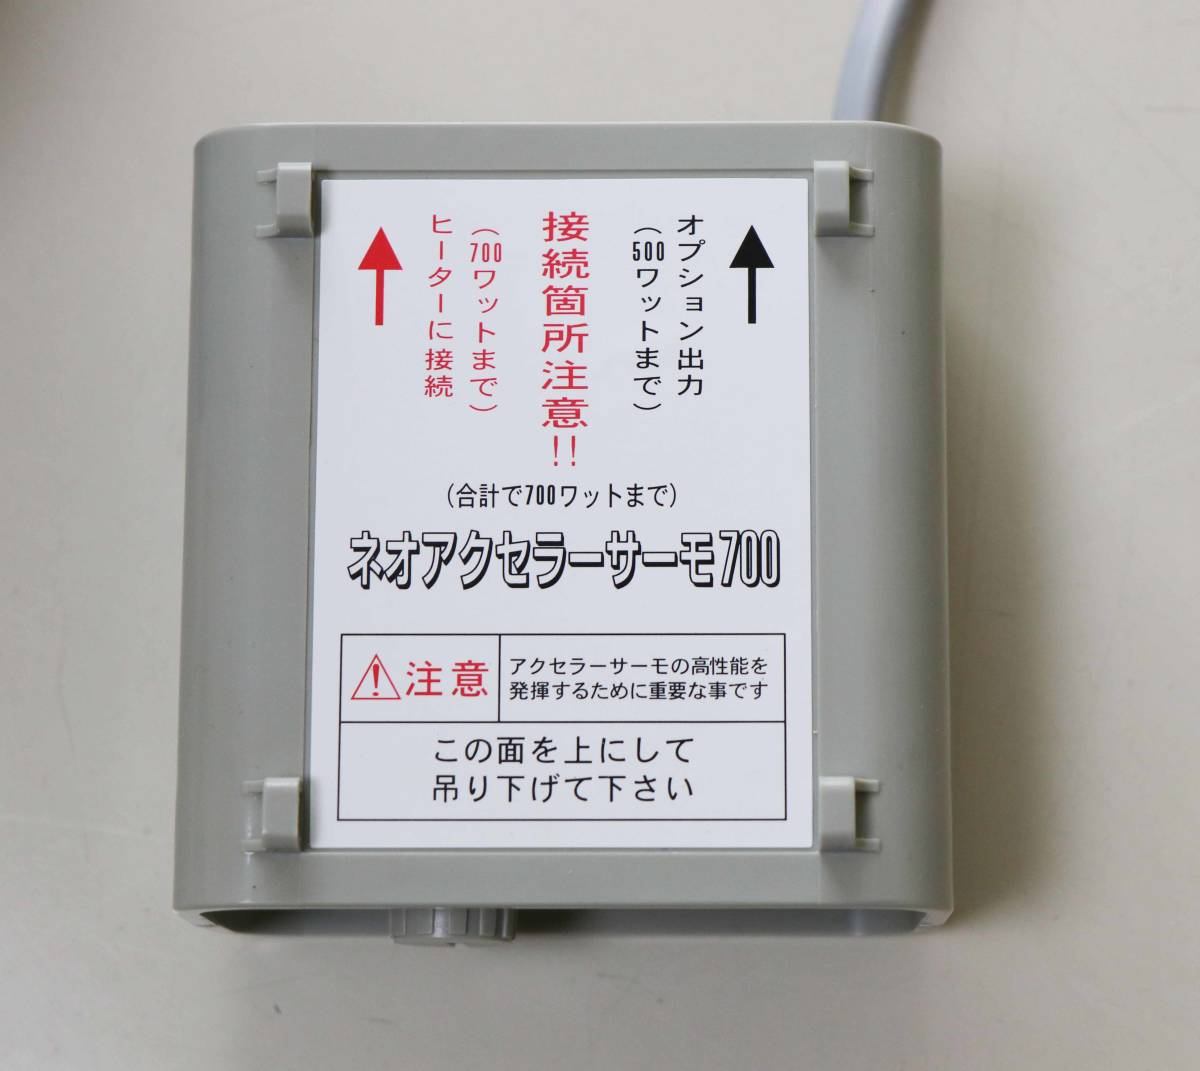 オプション出力
(500ワットまで)
接続箇所注意!!
(700ワットまで)
ヒーターに接続
(合計で700ワットまで)
ネオアクセラーサーモ700
注意
アクセラーサーモの高性能を
発揮するために重要な事です
この面を上にして
吊り下げて下さい